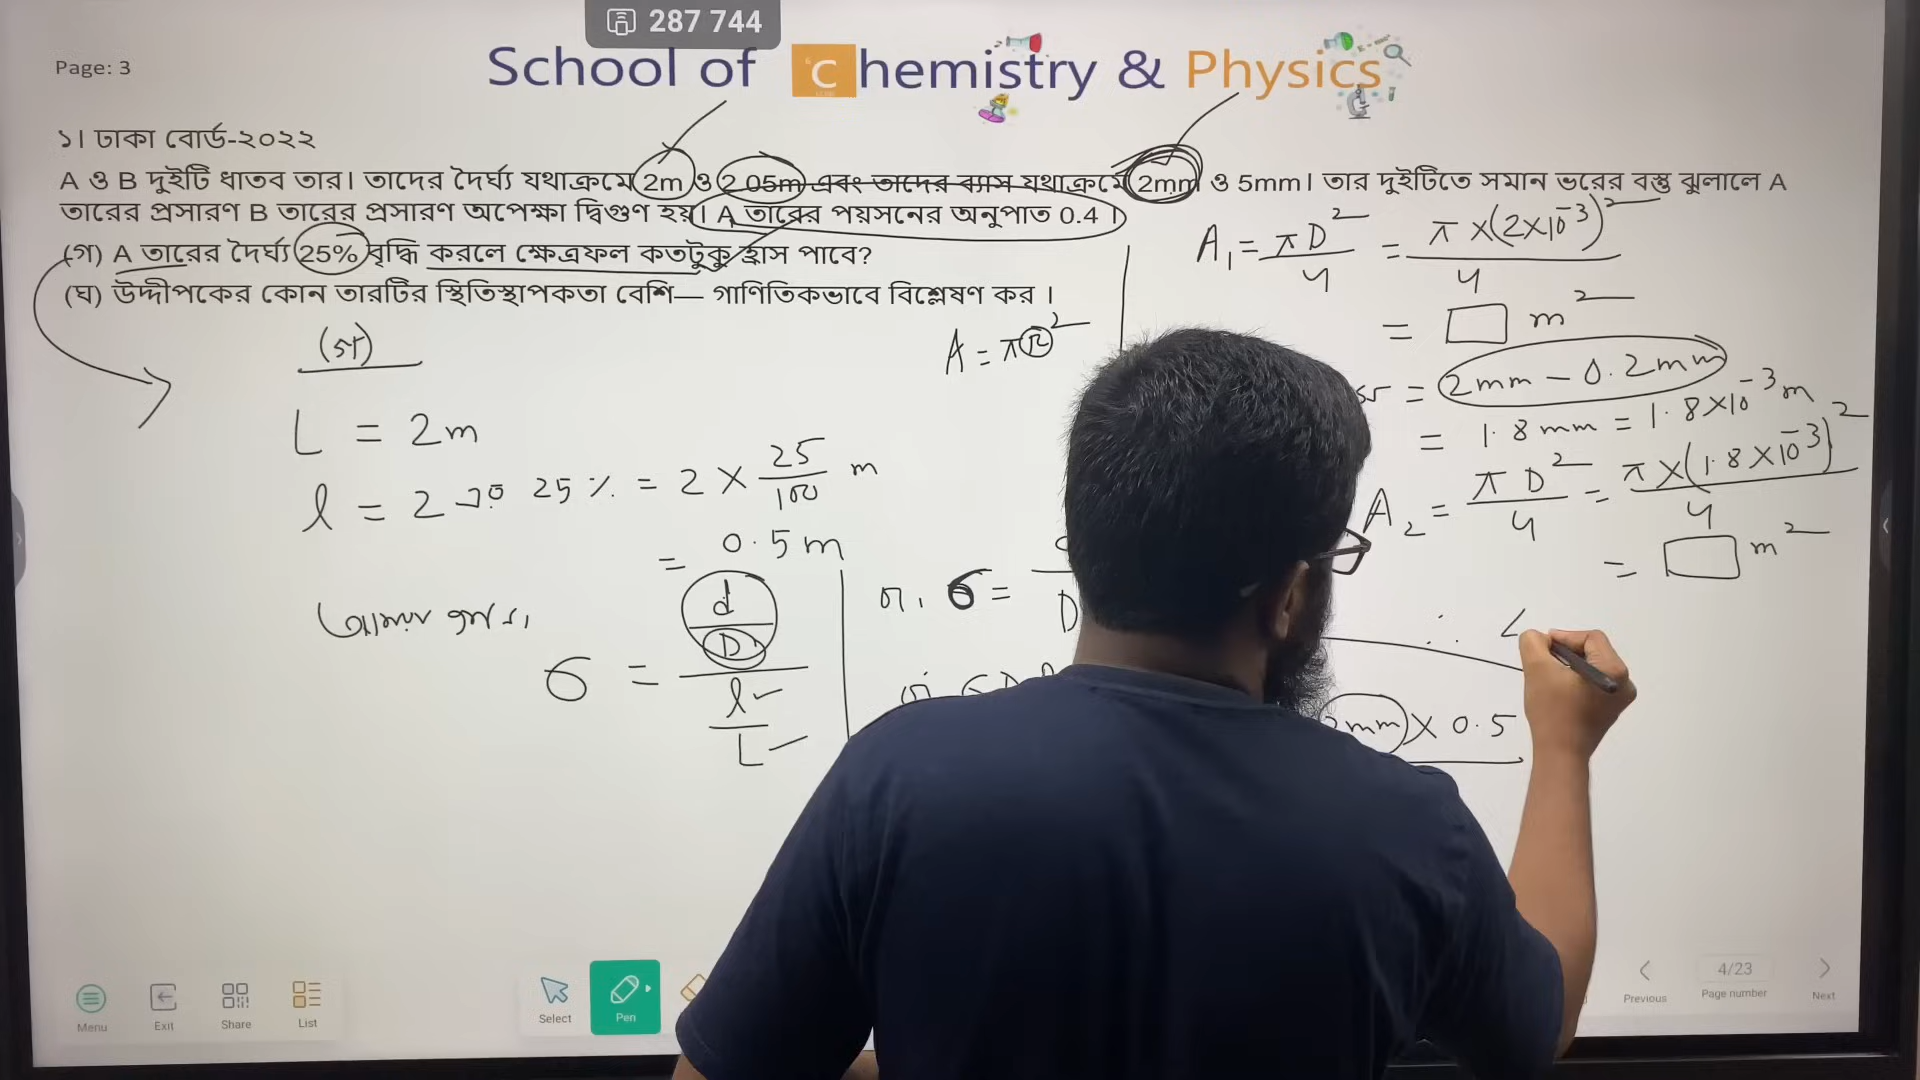 287 744
Page: 3
School of Chemistry & Physics
১। ঢাকা বোর্ড-২০২২
A ও B দুইটি ধাতব তার। তাদের দৈর্ঘ্য যথাক্রমে 2m ও 2.05m এবং তাদের ব্যাস যথাক্রমে 2mm ও 5mm। তার দুইটিতে সমান ভরের বস্তু ঝুলালে A
তারের প্রসারণ B তারের প্রসারণ অপেক্ষা দ্বিগুণ হয়। A তারের পয়সনের অনুপাত 0.4 ।
(গ) A তারের দৈর্ঘ্য 25% বৃদ্ধি করলে ক্ষেত্রফল কতটুকু হ্রাস পাবে?
(ঘ) উদ্দীপকের কোন তারটির স্থিতিস্থাপকতা বেশি— গাণিতিকভাবে বিশ্লেষণ কর ।
(গ)
L = 2m
l = 2 এর 25 % = 2 × 25/100 m
= 0.5m
আমরা জানি,
σ = (d/D)/(l/L)
বা, σ =
D
A = πr²
A₁ = πD²/4 = π×(2×10⁻³)²/4
= □ m²
= 2mm − 0.2mm
= 1.8mm = 1.8×10⁻³m
A₂ = πD²/4 = π×(1.8×10⁻³)²/4
= □ m²
∴
mm × 0.5
Menu
Exit
Share
List
Select
Pen
Previous
4/23
Page number
Next